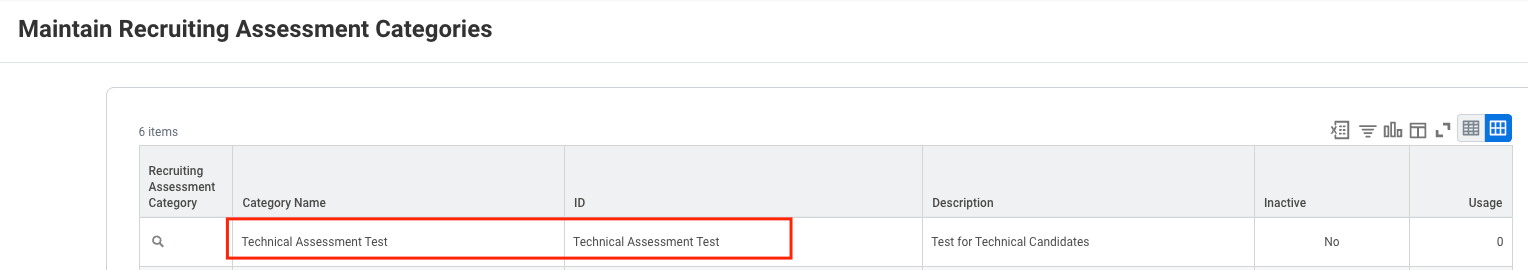 Maintain Recruiting Assessment Categories
6 items
Recruiting
Assessment
Category
Category Name
ID
Description
Inactive
Usage
Technical Assessment Test
Technical Assessment Test
Test for Technical Candidates
No
0